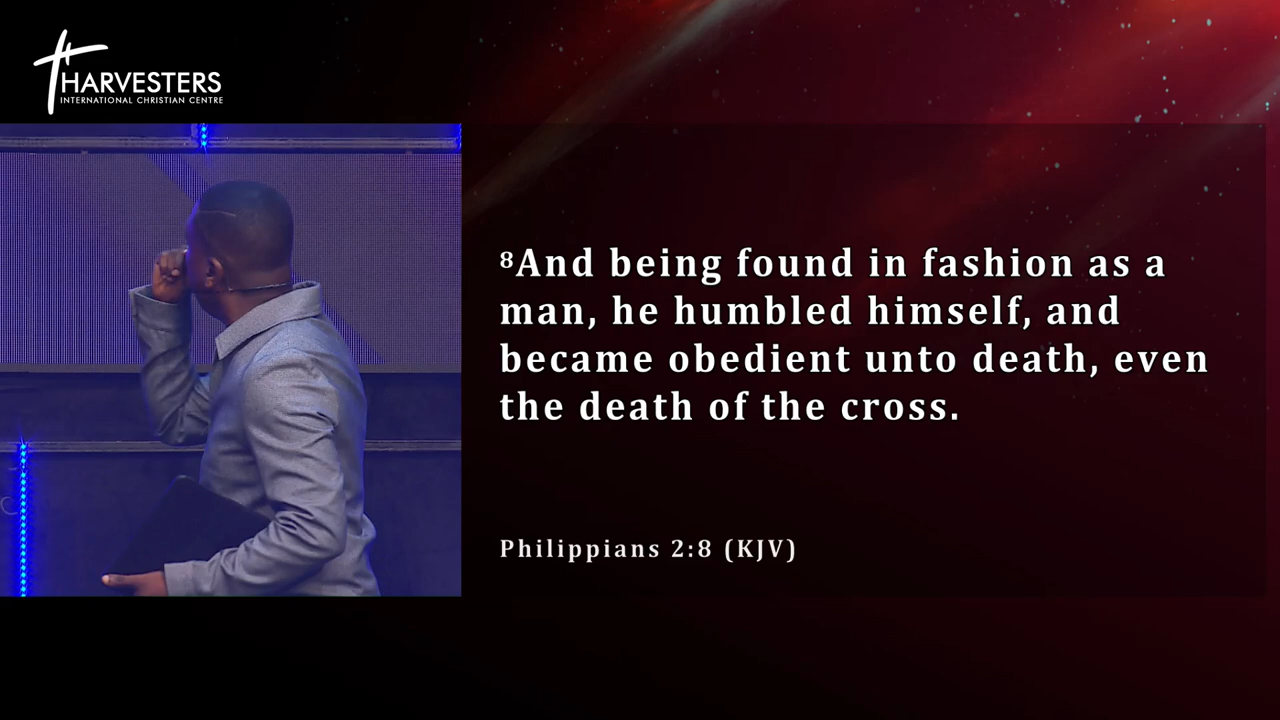 HARVESTERS
INTERNATIONAL CHRISTIAN CENTRE
⁸And being found in fashion as a
man, he humbled himself, and
became obedient unto death, even
the death of the cross.
Philippians 2:8 (KJV)